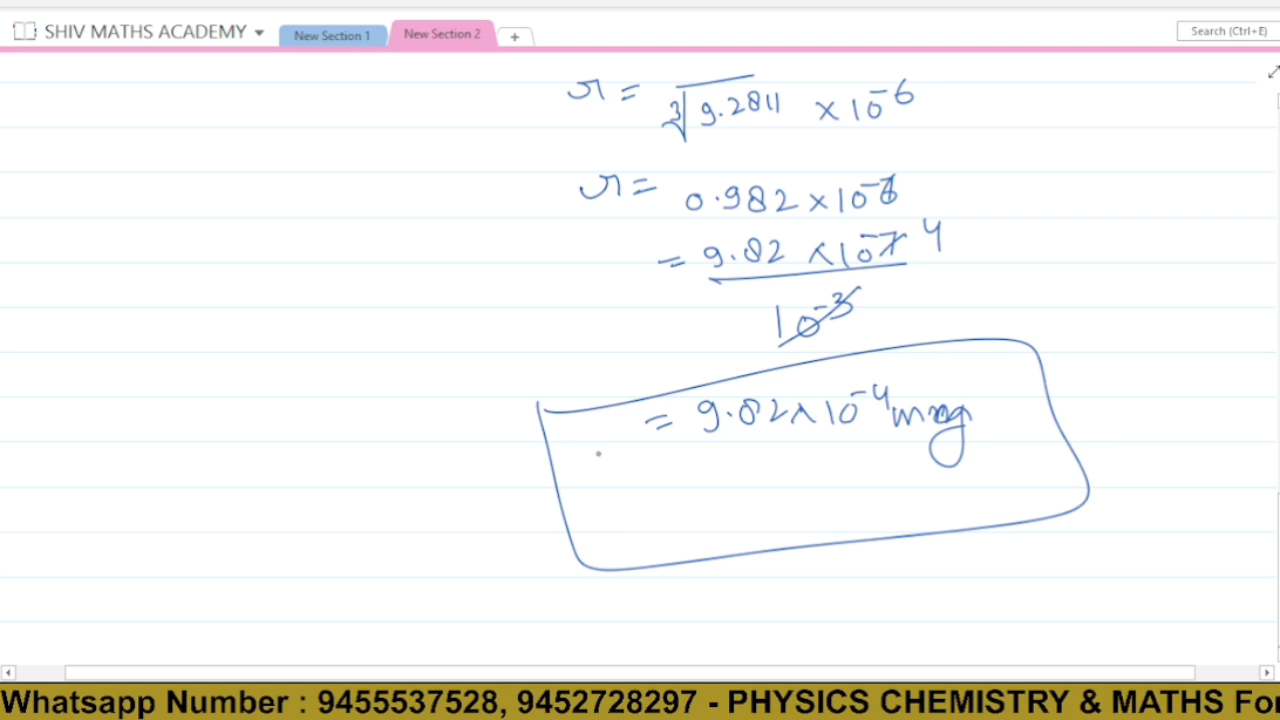 SHIV MATHS ACADEMY
New Section 1
New Section 2
+
Search (Ctrl+E)
r = ∛9.2811 × 10⁻⁶
r = 0.982 × 10⁻⁶
= 9.82 × 10⁻⁷ 4
10⁻³
= 9.82 × 10⁻⁴
Whatsapp Number : 9455537528, 9452728297 - PHYSICS CHEMISTRY & MATHS For